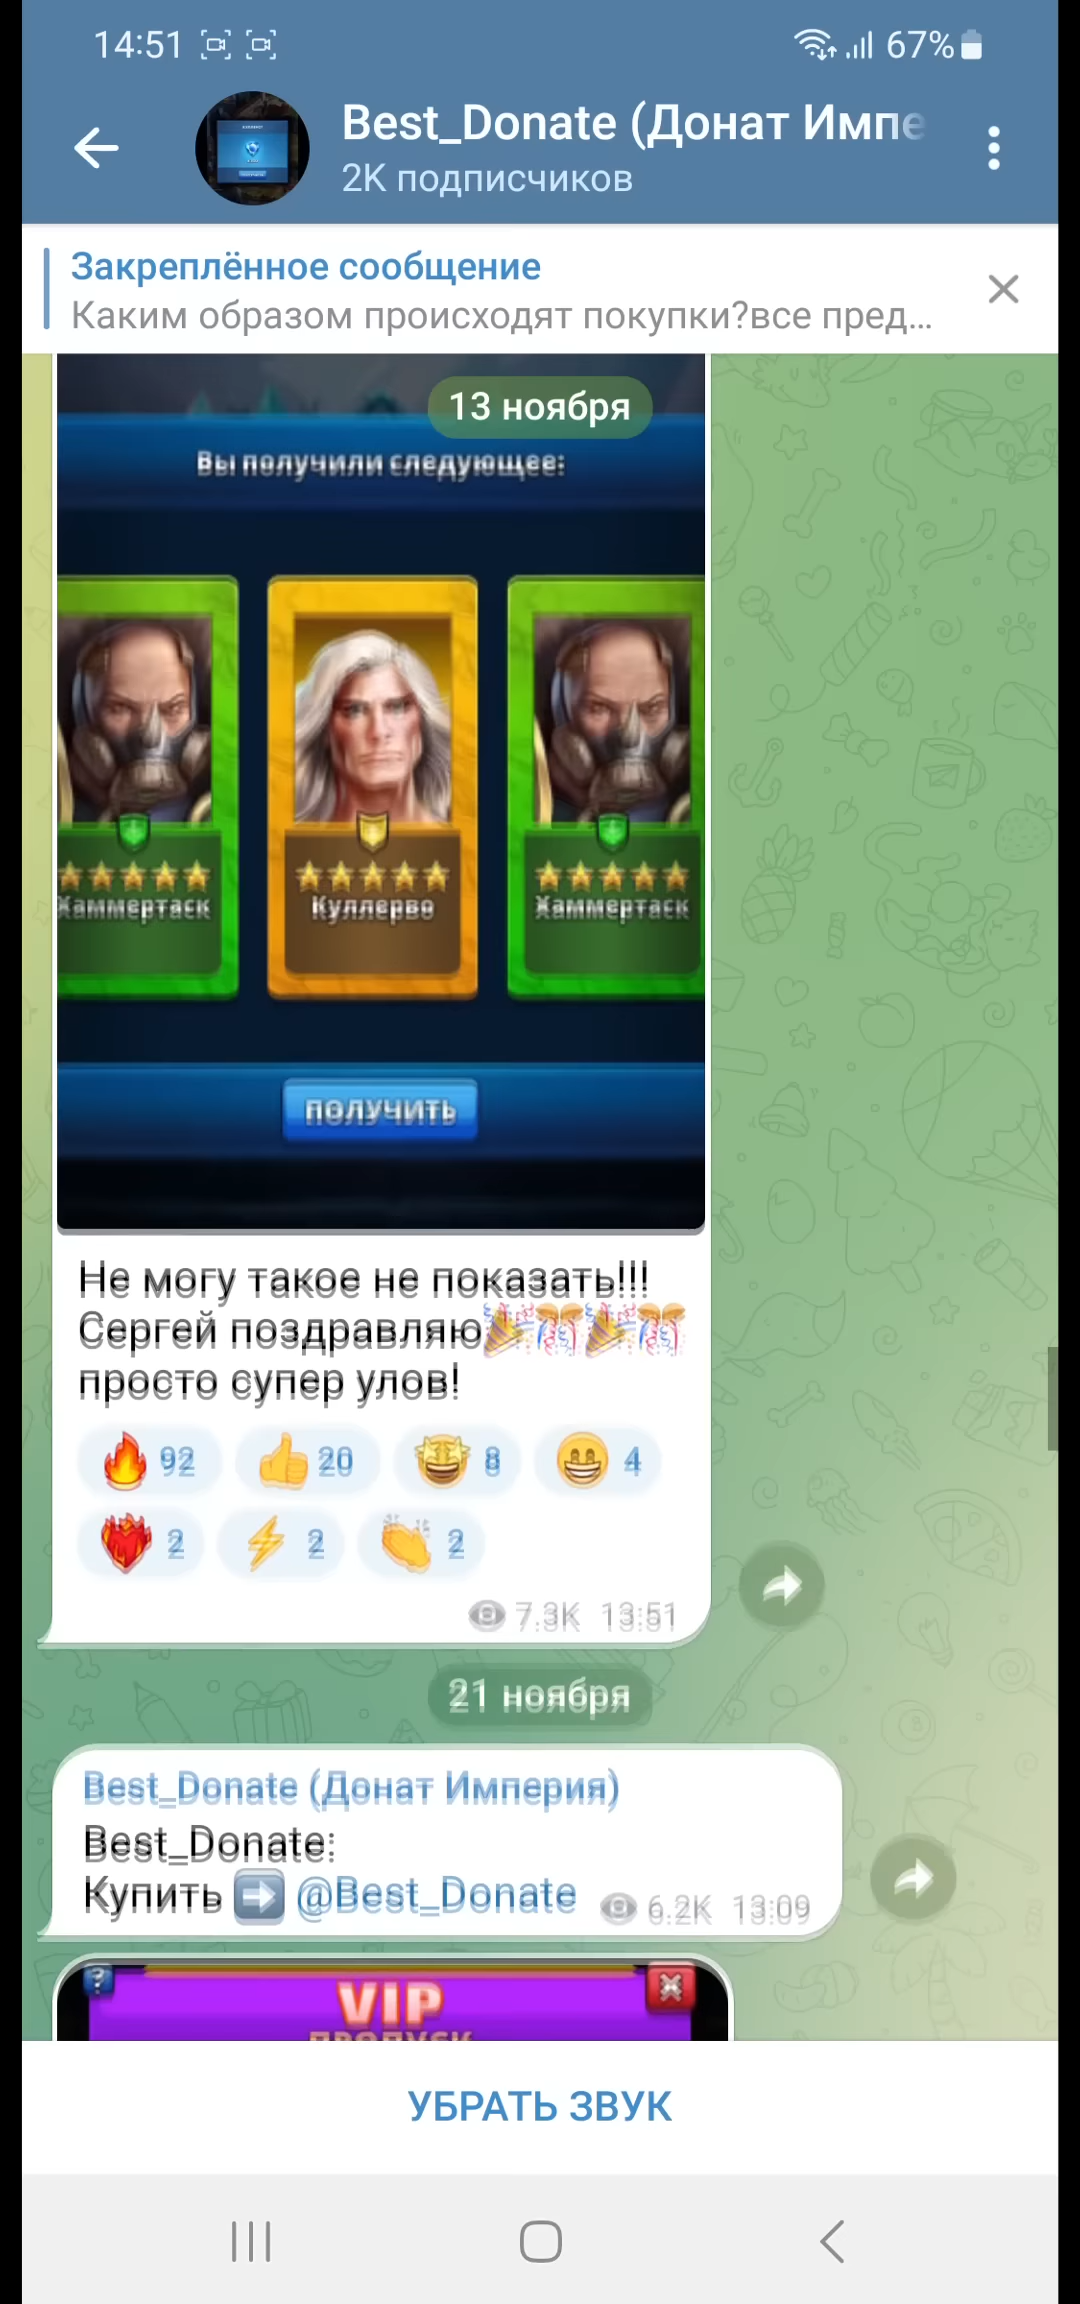 14:51
67%
Best_Donate (Донат Импе
2K подписчиков
Закреплённое сообщение
Каким образом происходят покупки?все пред...
13 ноября
Вы получили следующее:
Хаммертаск
Куллерво
Хаммертаск
ПОЛУЧИТЬ
Не могу такое не показать!!!
Сергей поздравляю🎉🎊🎉🎊
просто супер улов!
🔥 92 👍 20 🤩 8 😀 4
❤️‍🔥 2 ⚡ 2 👏 2
7.3K 13:51
21 ноября
Best_Donate (Донат Империя)
Best_Donate:
Купить ➡️ @Best_Donate 6.2K 13:09
?
VIP
ПРОПУСК
УБРАТЬ ЗВУК